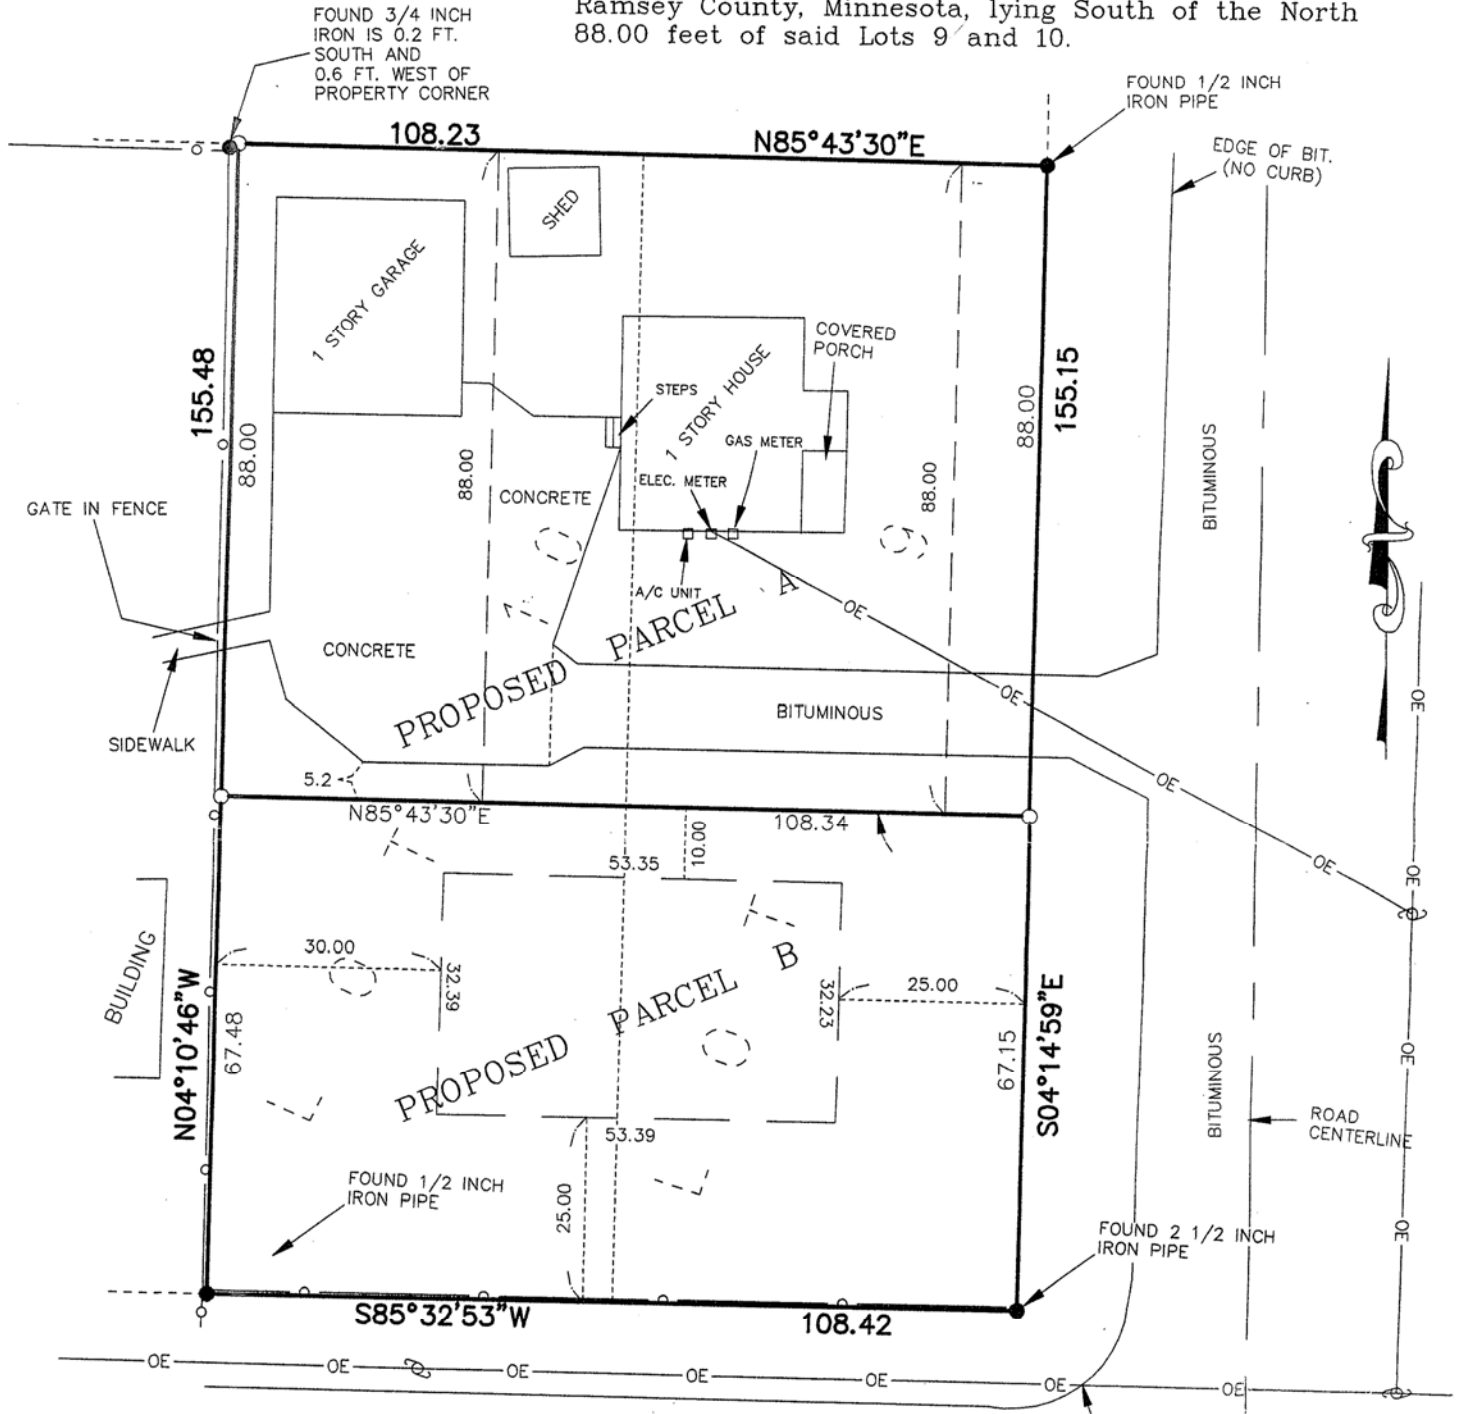 Ramsey County, Minnesota, lying South of the North
88.00 feet of said Lots 9 and 10.
FOUND 3/4 INCH
IRON IS 0.2 FT.
SOUTH AND
0.6 FT. WEST OF
PROPERTY CORNER
FOUND 1/2 INCH
IRON PIPE
108.23
N85°43'30"E
EDGE OF BIT.
(NO CURB)
SHED
1 STORY GARAGE
COVERED
PORCH
155.48
88.00
STEPS
1 STORY HOUSE
88.00
155.15
GAS METER
BITUMINOUS
88.00
ELEC. METER
88.00
CONCRETE
GATE IN FENCE
10
9
A/C UNIT
PROPOSED PARCEL A
OE
CONCRETE
OE
OE
BITUMINOUS
SIDEWALK
5.2
OE
N85°43'30"E
108.34
53.35
10.00
OE
OE
BUILDING
30.00
32.39
PROPOSED PARCEL B
32.23
25.00
N04°10'46"W
67.48
67.15
S04°14'59"E
OE
BITUMINOUS
ROAD
CENTERLINE
53.39
FOUND 1/2 INCH
IRON PIPE
25.00
FOUND 2 1/2 INCH
IRON PIPE
OE
S85°32'53"W
108.42
OE
OE
OE
OE
OE
OE
OE